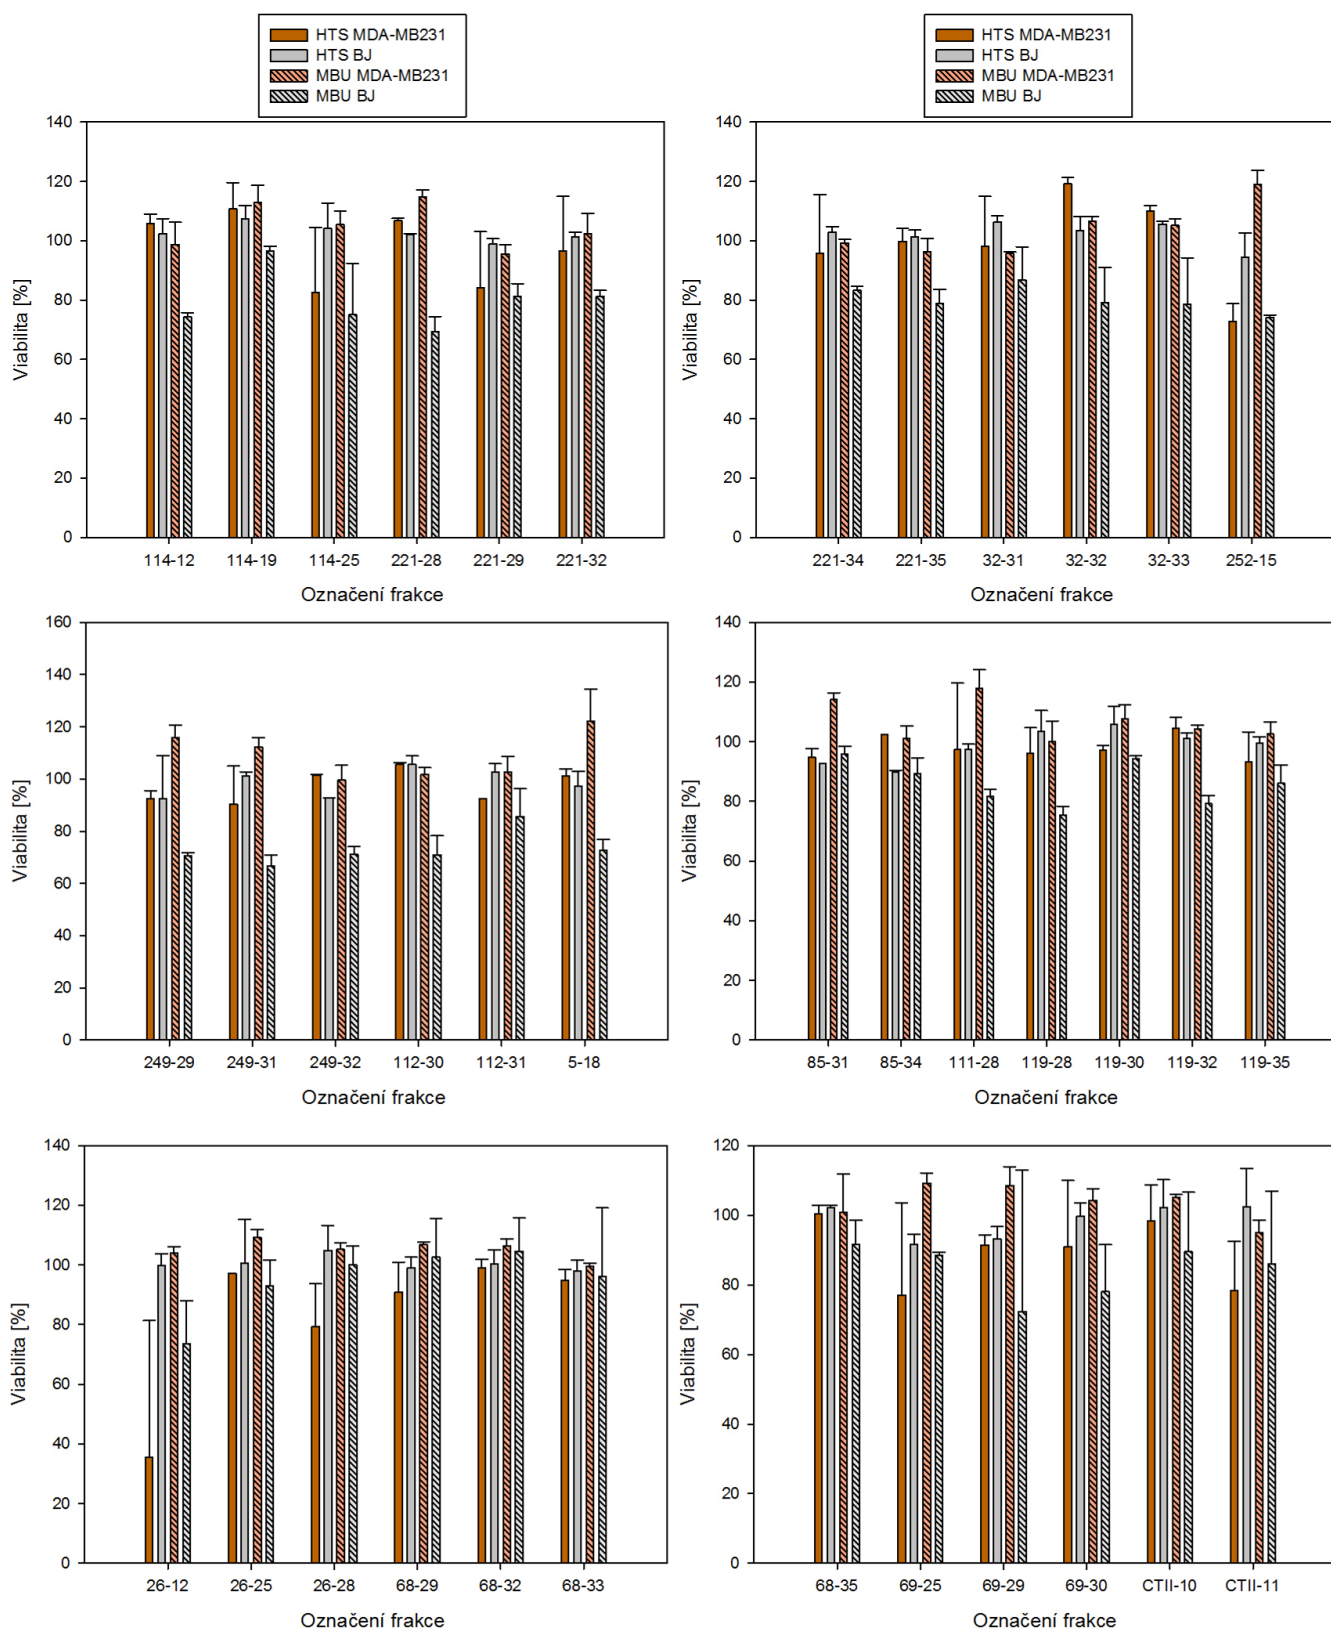 HTS MDA-MB231
HTS BJ
MBU MDA-MB231
MBU BJ
HTS MDA-MB231
HTS BJ
MBU MDA-MB231
MBU BJ
Viabilita [%]
140
120
100
80
60
40
20
0
114-12 114-19 114-25 221-28 221-29 221-32
Označení frakce
Viabilita [%]
140
120
100
80
60
40
20
0
221-34 221-35 32-31 32-32 32-33 252-15
Označení frakce
Viabilita [%]
160
140
120
100
80
60
40
20
0
249-29 249-31 249-32 112-30 112-31 5-18
Označení frakce
Viabilita [%]
140
120
100
80
60
40
20
0
85-31 85-34 111-28 119-28 119-30 119-32 119-35
Označení frakce
Viabilita [%]
140
120
100
80
60
40
20
0
26-12 26-25 26-28 68-29 68-32 68-33
Označení frakce
Viabilita [%]
120
100
80
60
40
20
0
68-35 69-25 69-29 69-30 CTII-10 CTII-11
Označení frakce